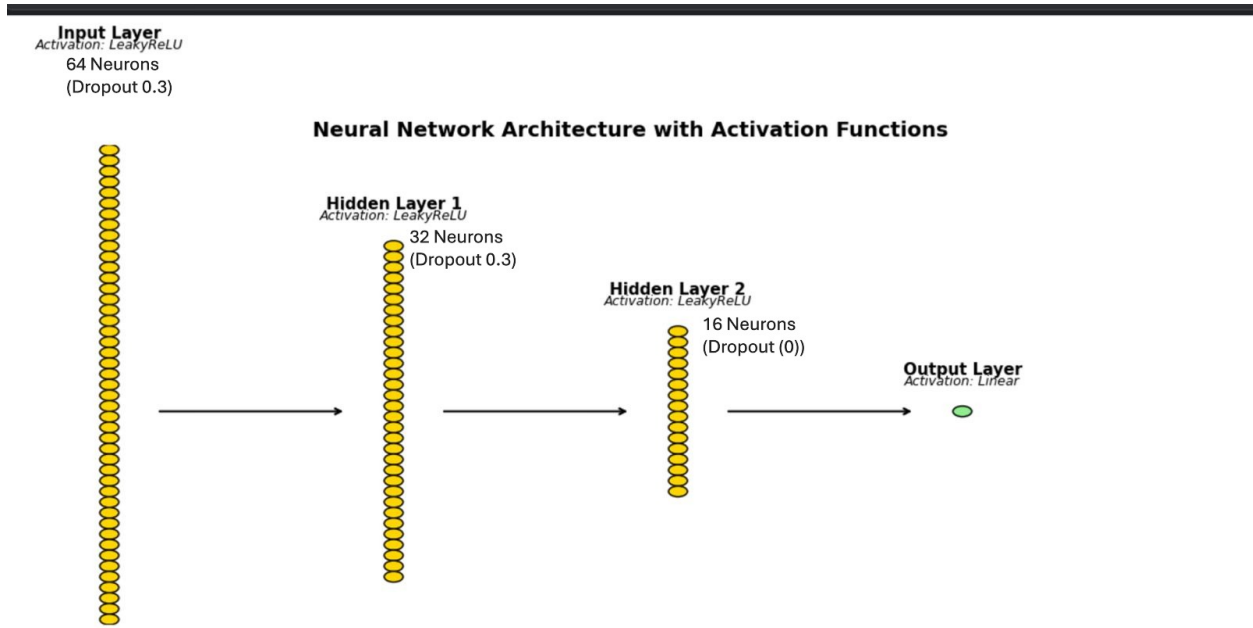 Input Layer
Activation: LeakyReLU
64 Neurons
(Dropout 0.3)
Neural Network Architecture with Activation Functions
Hidden Layer 1
Activation: LeakyReLU
32 Neurons
(Dropout 0.3)
Hidden Layer 2
Activation: LeakyReLU
16 Neurons
(Dropout (0))
Output Layer
Activation: Linear